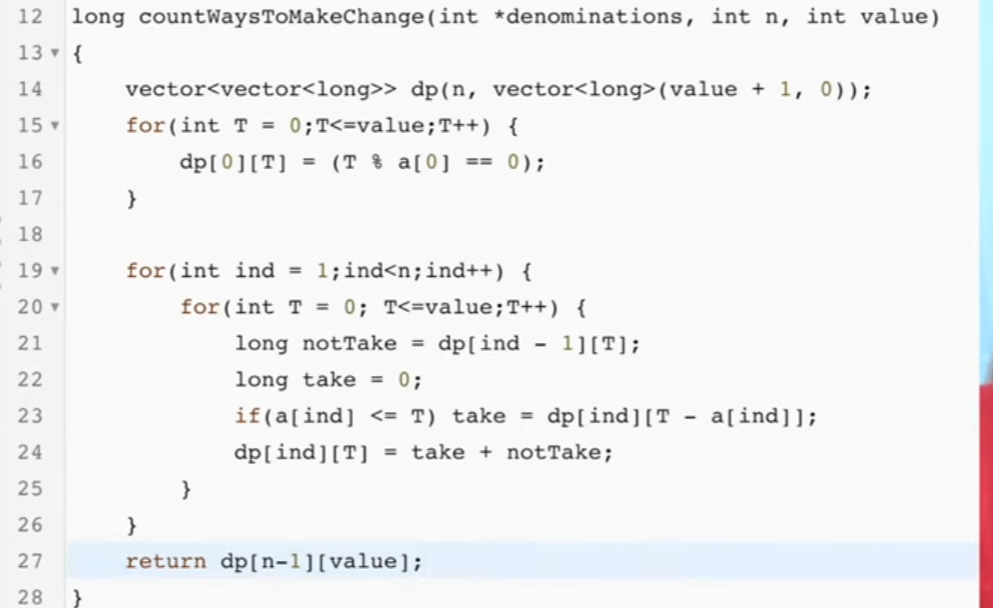 12 long countWaysToMakeChange(int *denominations, int n, int value)
13 ▾ {
14     vector<vector<long>> dp(n, vector<long>(value + 1, 0));
15 ▾     for(int T = 0;T<=value;T++) {
16         dp[0][T] = (T % a[0] == 0);
17     }
18
19 ▾     for(int ind = 1;ind<n;ind++) {
20 ▾         for(int T = 0; T<=value;T++) {
21             long notTake = dp[ind - 1][T];
22             long take = 0;
23             if(a[ind] <= T) take = dp[ind][T - a[ind]];
24             dp[ind][T] = take + notTake;
25         }
26     }
27     return dp[n-1][value];
28 }